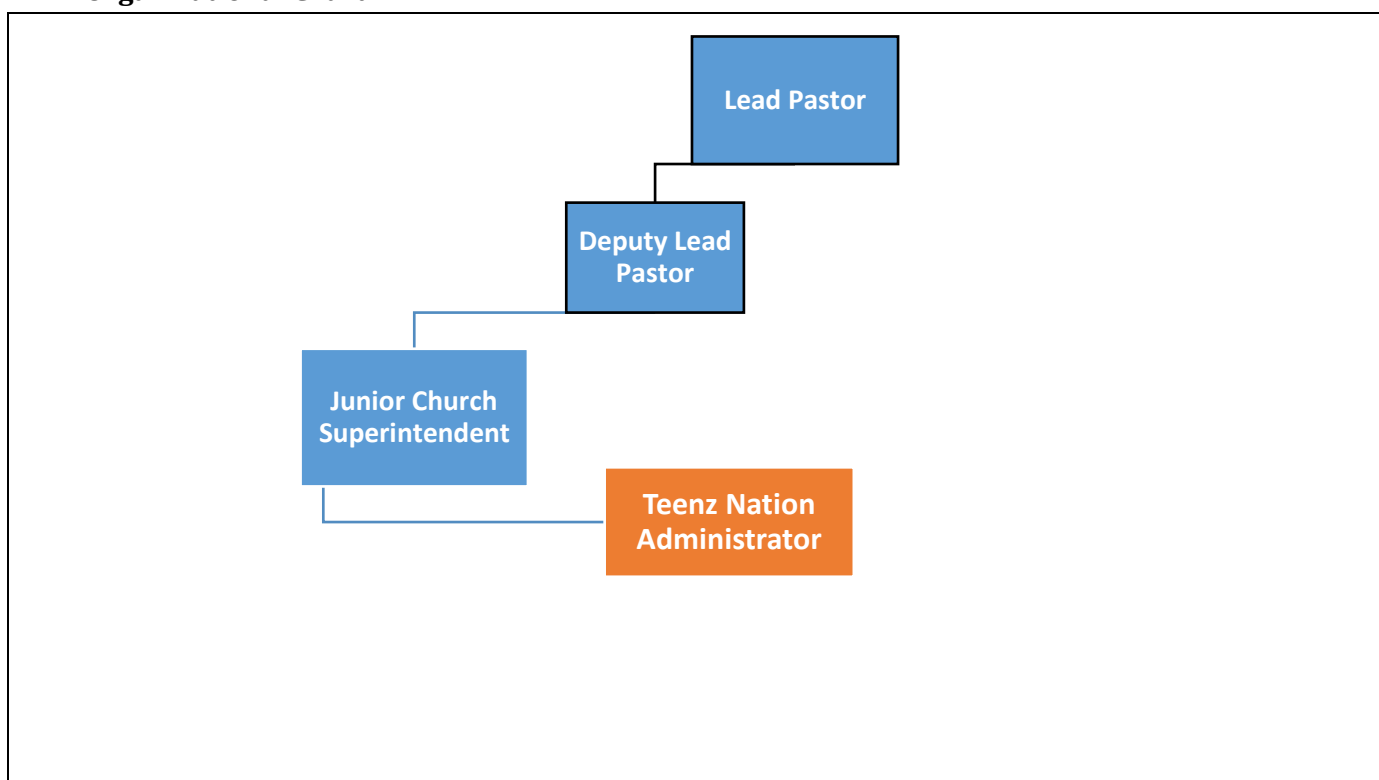 Lead Pastor
Deputy Lead
Pastor
Junior Church
Superintendent
Teenz Nation
Administrator